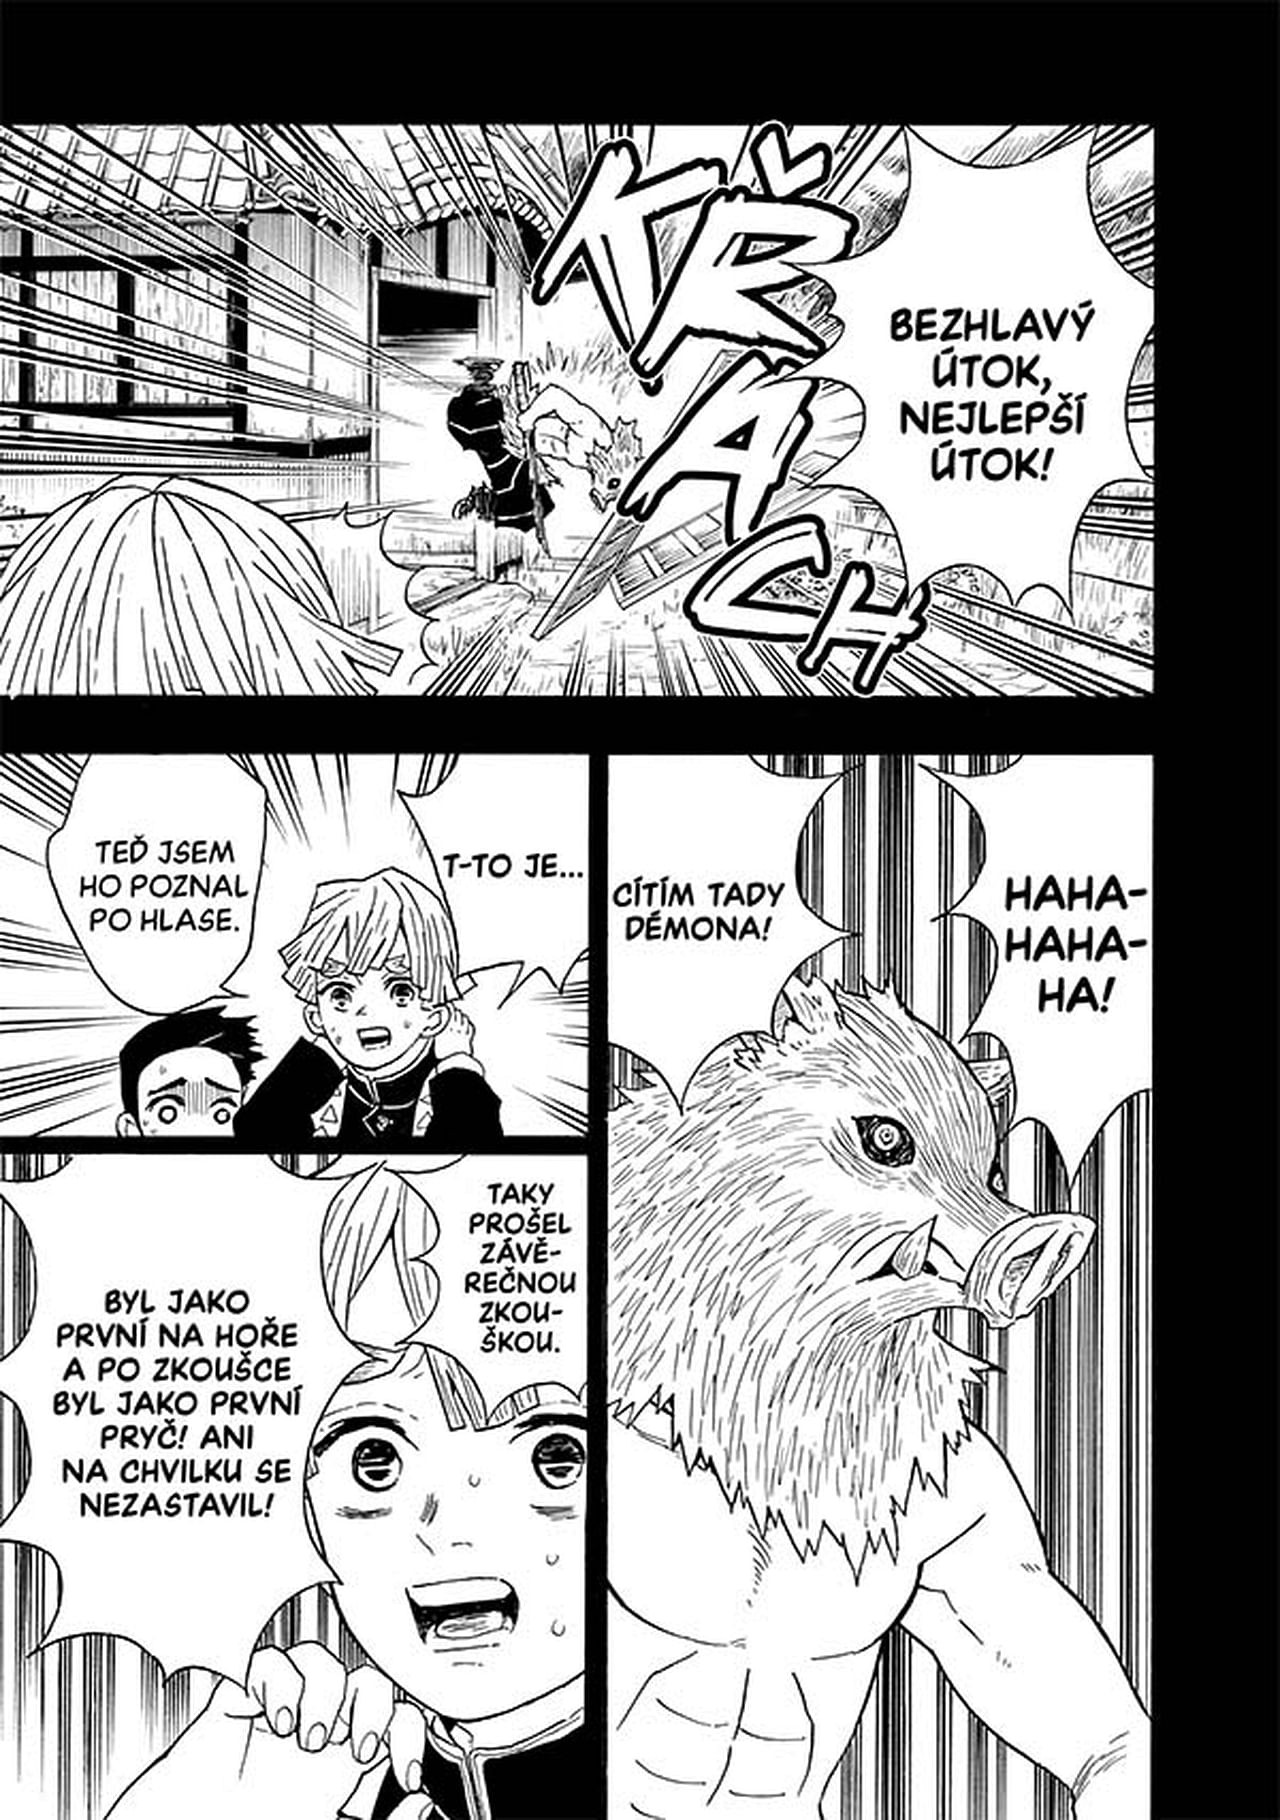 BEZHLAVÝ
ÚTOK,
NEJLEPŠÍ
ÚTOK!
KŘACH
HAHA-
HAHA-
HA!
CÍTÍM TADY
DÉMONA!
T-TO JE...
TEĎ JSEM
HO POZNAL
PO HLASE.
TAKY
PROŠEL
ZÁVĚ-
REČNOU
ZKOU-
ŠKOU.
BYL JAKO
PRVNÍ NA HOŘE
A PO ZKOUŠCE
BYL JAKO PRVNÍ
PRYČ! ANI
NA CHVILKU SE
NEZASTAVIL!